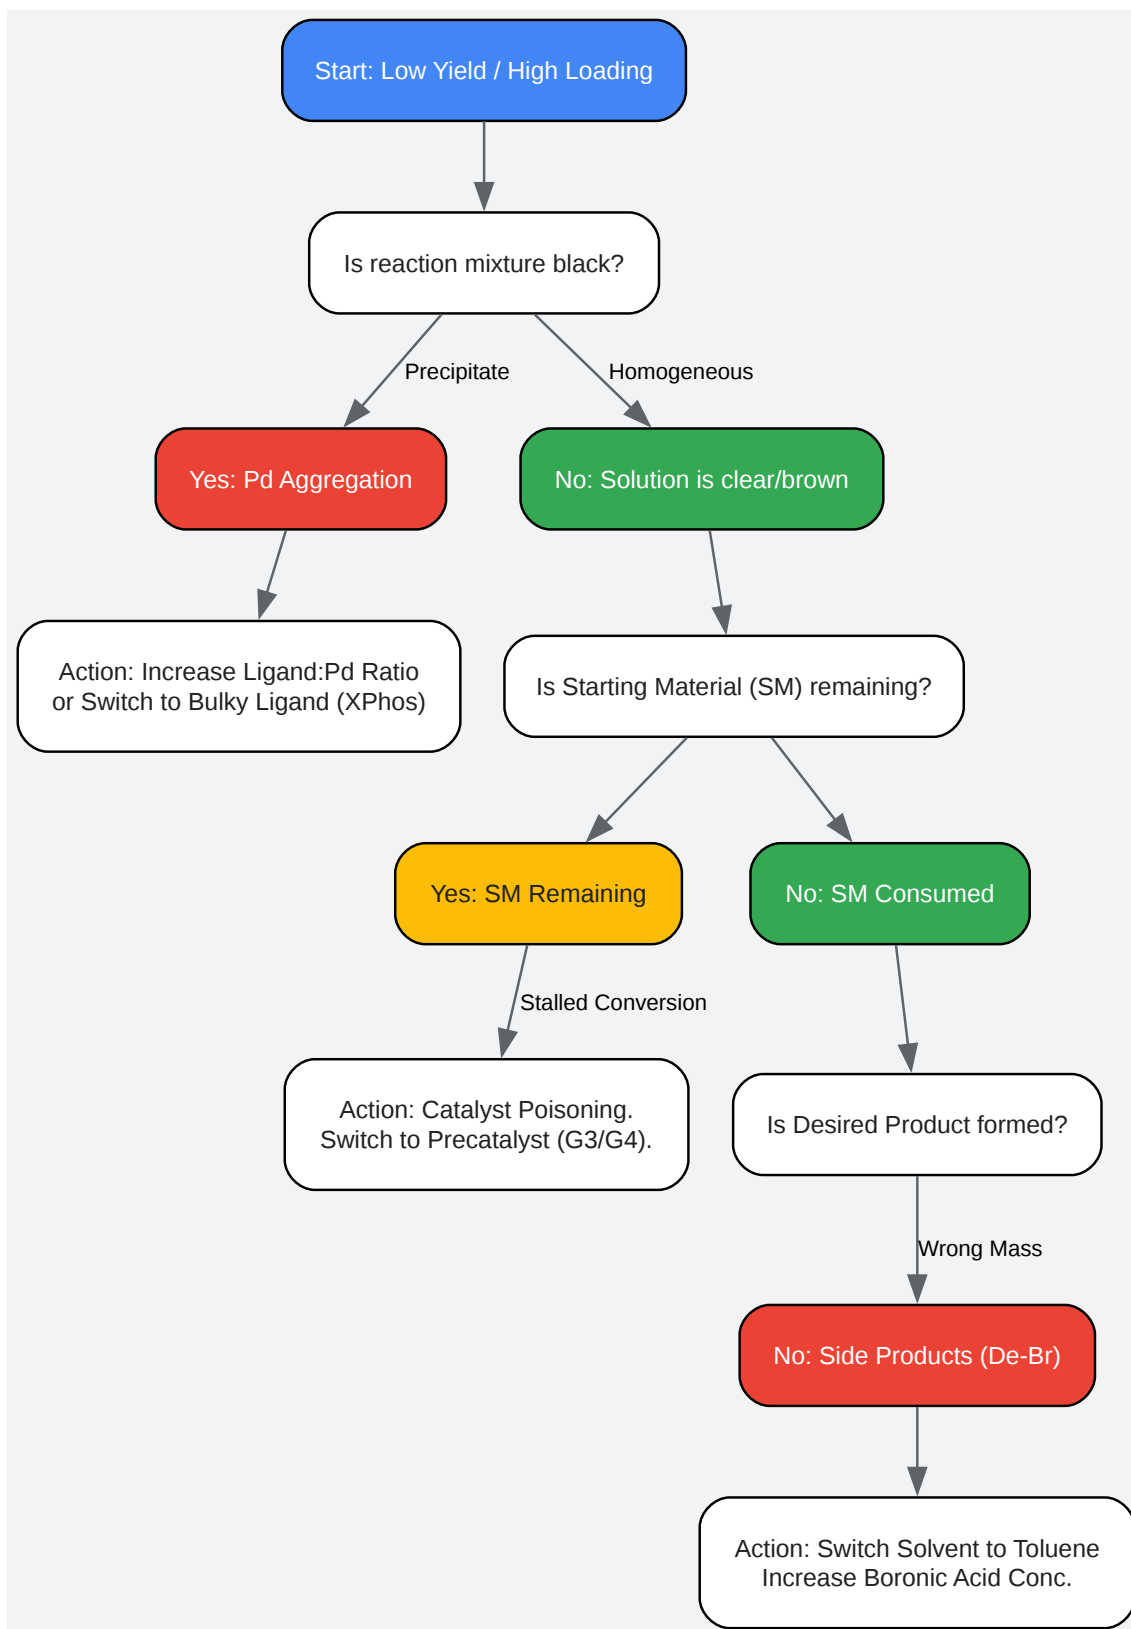 Start: Low Yield / High Loading
Is reaction mixture black?
Precipitate
Homogeneous
Yes: Pd Aggregation
No: Solution is clear/brown
Action: Increase Ligand:Pd Ratio
or Switch to Bulky Ligand (XPhos)
Is Starting Material (SM) remaining?
Yes: SM Remaining
No: SM Consumed
Stalled Conversion
Action: Catalyst Poisoning.
Switch to Precatalyst (G3/G4).
Is Desired Product formed?
Wrong Mass
No: Side Products (De-Br)
Action: Switch Solvent to Toluene
Increase Boronic Acid Conc.